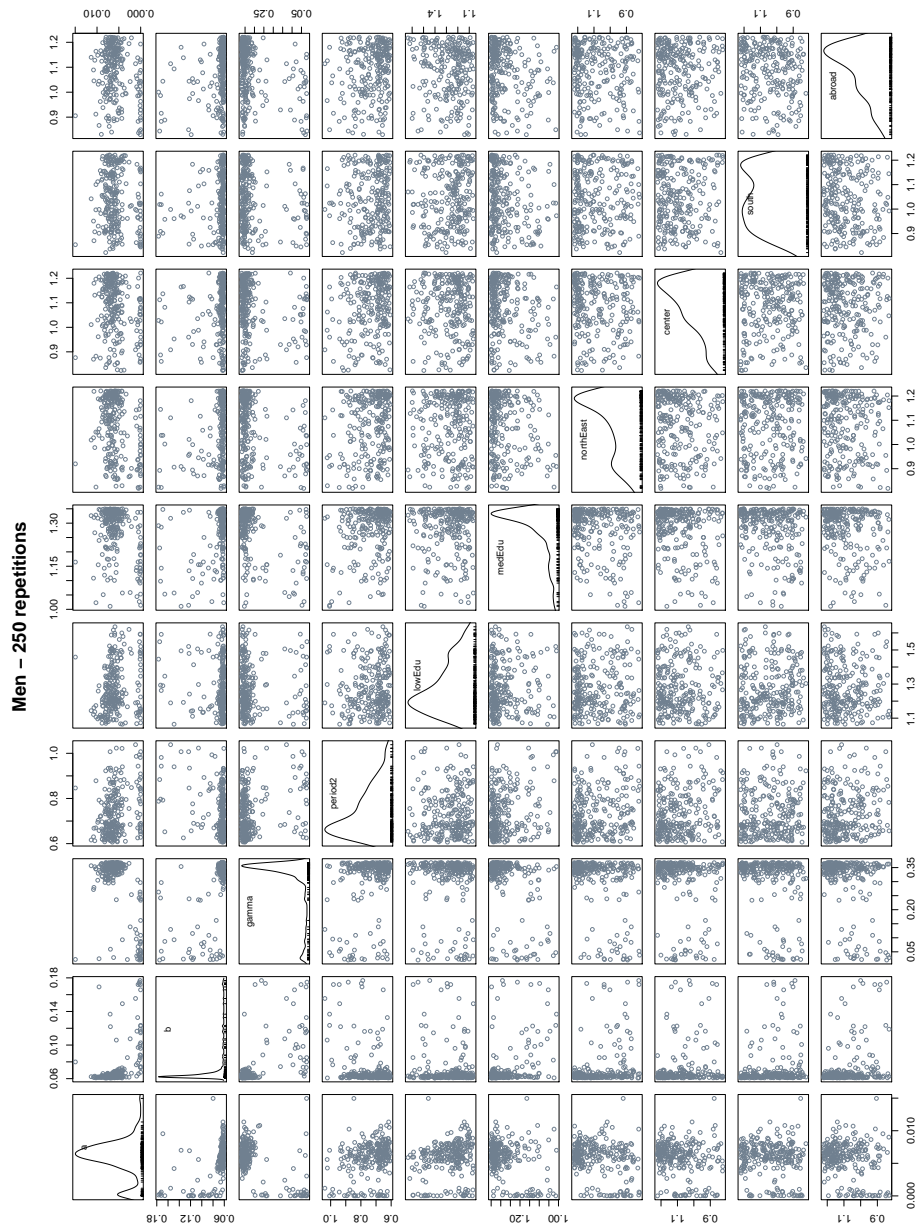 Men – 250 repetitions
0.06 0.10 0.14 0.18
0.6 0.8 1.0
1.00 1.15 1.30
0.9 1.0 1.1 1.2
0.9 1.0 1.1 1.2
a
0.000 0.010
0.06 0.12 0.18
b
gamma
0.05 0.25
0.6 0.8 1.0
period2
lowEdu
1.1 1.4
1.00 1.20
medEdu
northEast
0.9 1.1
0.9 1.1
center
south
0.9 1.1
0.9 1.1
abroad
0.000 0.010
0.05 0.20 0.35
1.1 1.3 1.5
0.9 1.0 1.1 1.2
0.9 1.0 1.1 1.2